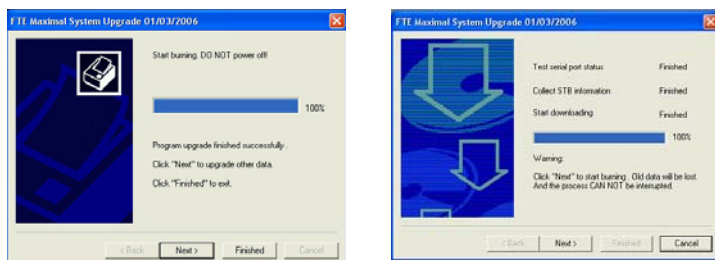 FTE Maximal System Upgrade 01/03/2006
Start burning. DO NOT power off!
100%
Program upgrade finished successfully.
Click "Next" to upgrade other data.
Click "Finished" to exit.
< Back
Next >
Finished
Cancel
FTE Maximal System Upgrade 01/03/2006
Test serial port status
Finished
Collect STB information
Finished
Start downloading
Finished
100%
Warning:
Click "Next" to start burning . Old data will be lost.
And the process CAN NOT be interrupted.
< Back
Next >
Finished
Cancel